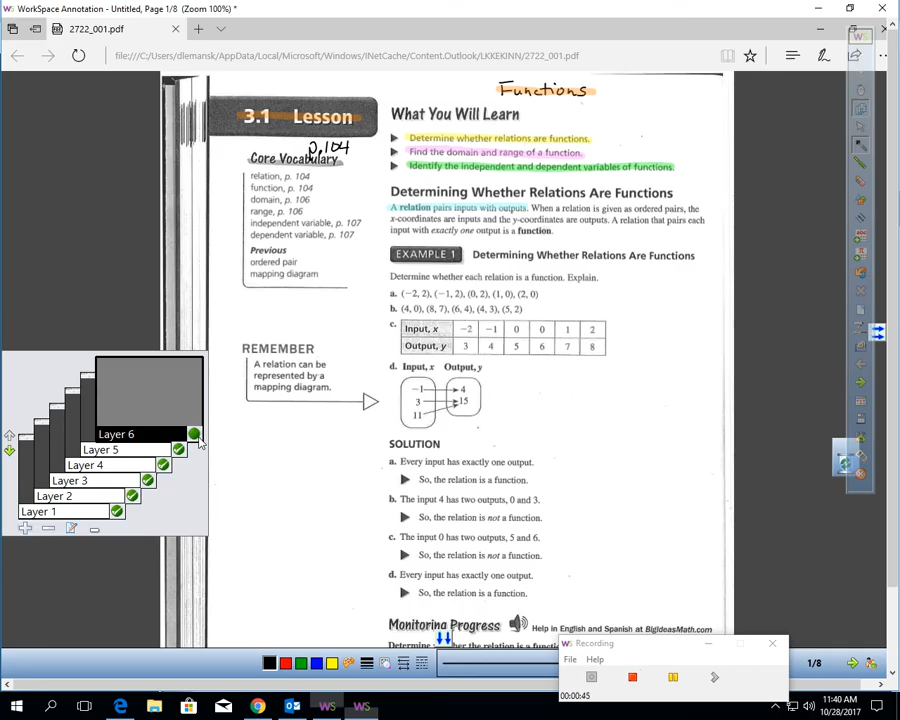 WorkSpace Annotation - Untitled, Page 1/8 (Zoom 100%) *
2722_001.pdf
file:///C:/Users/dlemansk/AppData/Local/Microsoft/Windows/INetCache/Content.Outlook/LKKEKINN/2722_001.pdf
Functions
3.1 Lesson
p.104
Core Vocabulary
relation, p. 104
function, p. 104
domain, p. 106
range, p. 106
independent variable, p. 107
dependent variable, p. 107
Previous
ordered pair
mapping diagram
REMEMBER
A relation can be
represented by a
mapping diagram.
What You Will Learn
Determine whether relations are functions.
Find the domain and range of a function.
Identify the independent and dependent variables of functions.
Determining Whether Relations Are Functions
A relation pairs inputs with outputs. When a relation is given as ordered pairs, the
x-coordinates are inputs and the y-coordinates are outputs. A relation that pairs each
input with exactly one output is a function.
EXAMPLE 1 Determining Whether Relations Are Functions
Determine whether each relation is a function. Explain.
a. (−2, 2), (−1, 2), (0, 2), (1, 0), (2, 0)
b. (4, 0), (8, 7), (6, 4), (4, 3), (5, 2)
c. Input, x −2 −1 0 0 1 2
Output, y 3 4 5 6 7 8
d. Input, x Output, y
−1 4
3 15
11
SOLUTION
a. Every input has exactly one output.
So, the relation is a function.
b. The input 4 has two outputs, 0 and 3.
So, the relation is not a function.
c. The input 0 has two outputs, 5 and 6.
So, the relation is not a function.
d. Every input has exactly one output.
So, the relation is a function.
Monitoring Progress Help in English and Spanish at BigIdeasMath.com
Layer 6
Layer 5
Layer 4
Layer 3
Layer 2
Layer 1
WS Recording
File Help
00:00:45
1/8
11:40 AM
10/28/2017